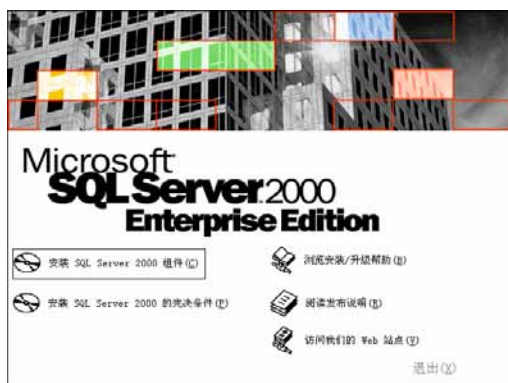 Microsoft
SQL Server 2000
Enterprise Edition
安装 SQL Server 2000 组件(C)
安装 SQL Server 2000 的先决条件(P)
浏览安装/升级帮助(B)
阅读发布说明(R)
访问我们的 Web 站点(V)
退出(X)